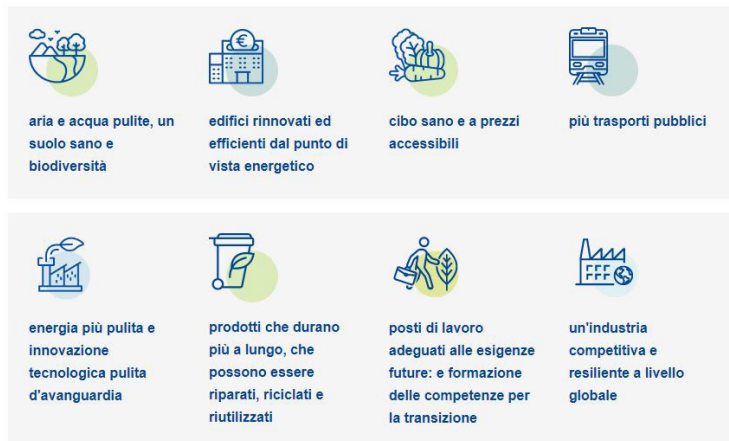 €
aria e acqua pulite, un
suolo sano e
biodiversità
edifici rinnovati ed
efficienti dal punto di
vista energetico
cibo sano e a prezzi
accessibili
più trasporti pubblici
energia più pulita e
innovazione
tecnologica pulita
d'avanguardia
prodotti che durano
più a lungo, che
possono essere
riparati, riciclati e
riutilizzati
posti di lavoro
adeguati alle esigenze
future: e formazione
delle competenze per
la transizione
un'industria
competitiva e
resiliente a livello
globale